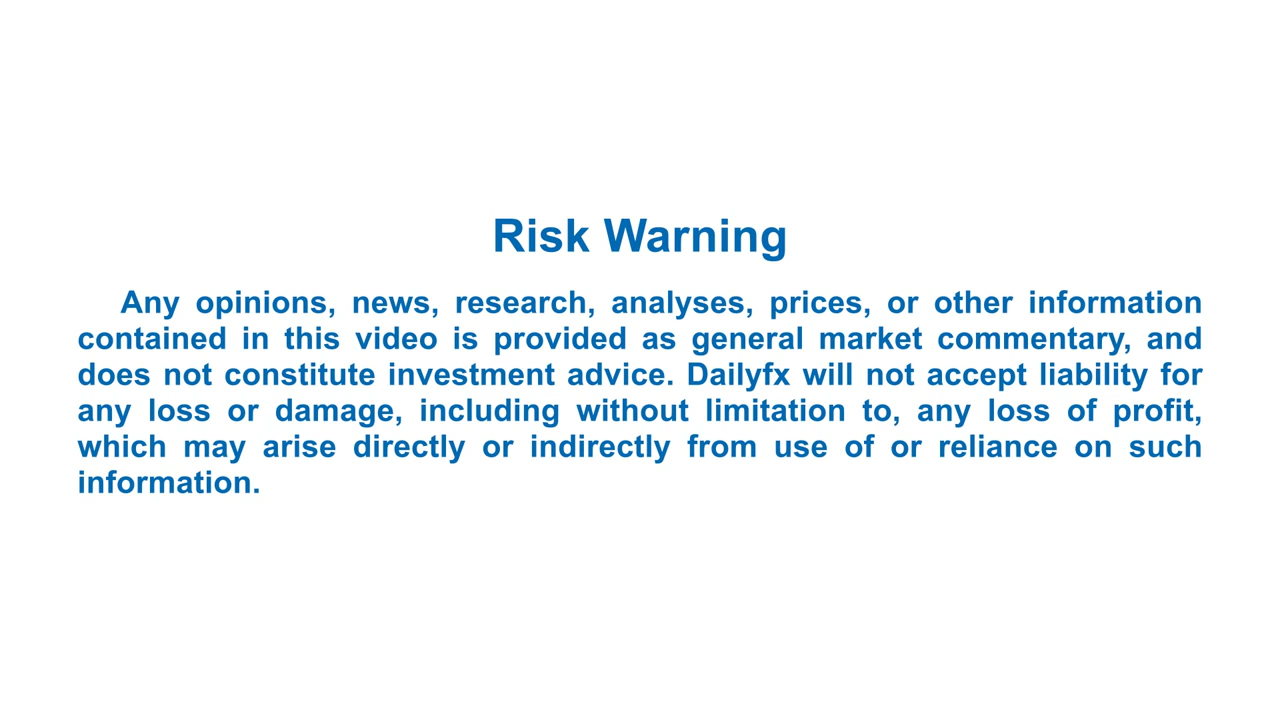 Risk Warning
Any opinions, news, research, analyses, prices, or other information
contained in this video is provided as general market commentary, and
does not constitute investment advice. Dailyfx will not accept liability for
any loss or damage, including without limitation to, any loss of profit,
which may arise directly or indirectly from use of or reliance on such
information.